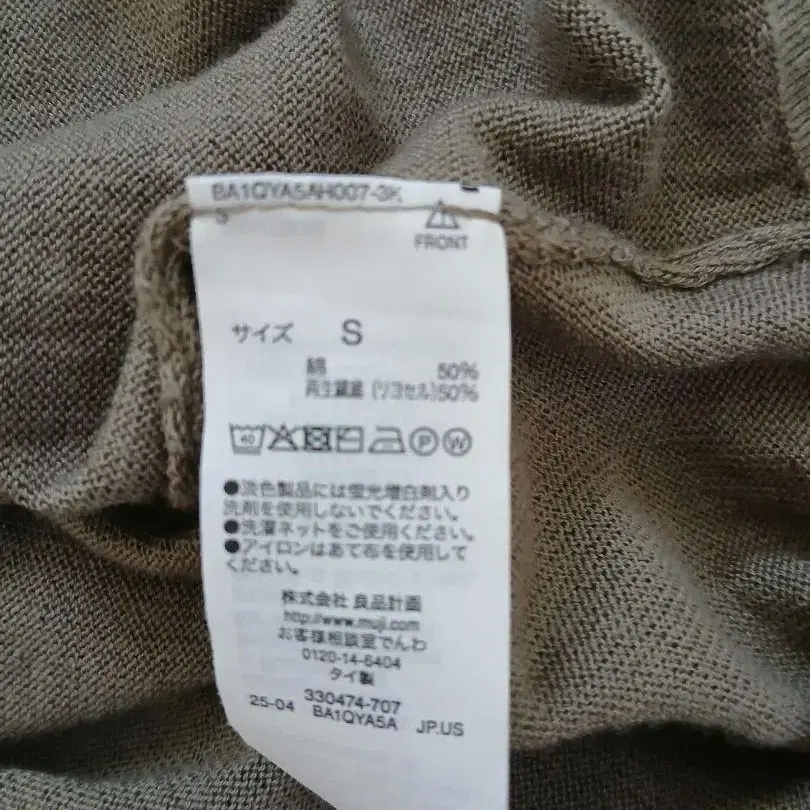 BA1QYA5AH007-3K
S
FRONT
サイズ S
綿 50%
再生繊維 (リヨセル)50%
40 P W
●淡色製品には蛍光増白剤入り
洗剤を使用しないでください。
●洗濯ネットをご使用ください。
●アイロンはあて布を使用して
ください。
株式会社 良品計画
http://www.muji.com
お客様相談室でんわ
0120-14-6404
タイ製
330474-707
25-04 BA1QYA5A JP.US